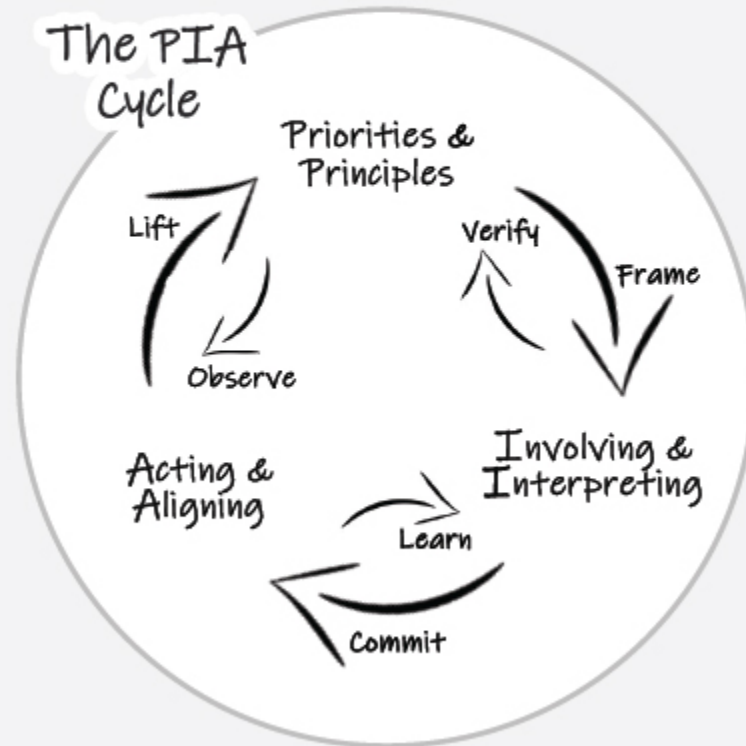 The PIA
Cycle
Priorities &
Principles
Lift
Verify
Frame
Observe
Involving &
Interpreting
Acting &
Aligning
Learn
Commit